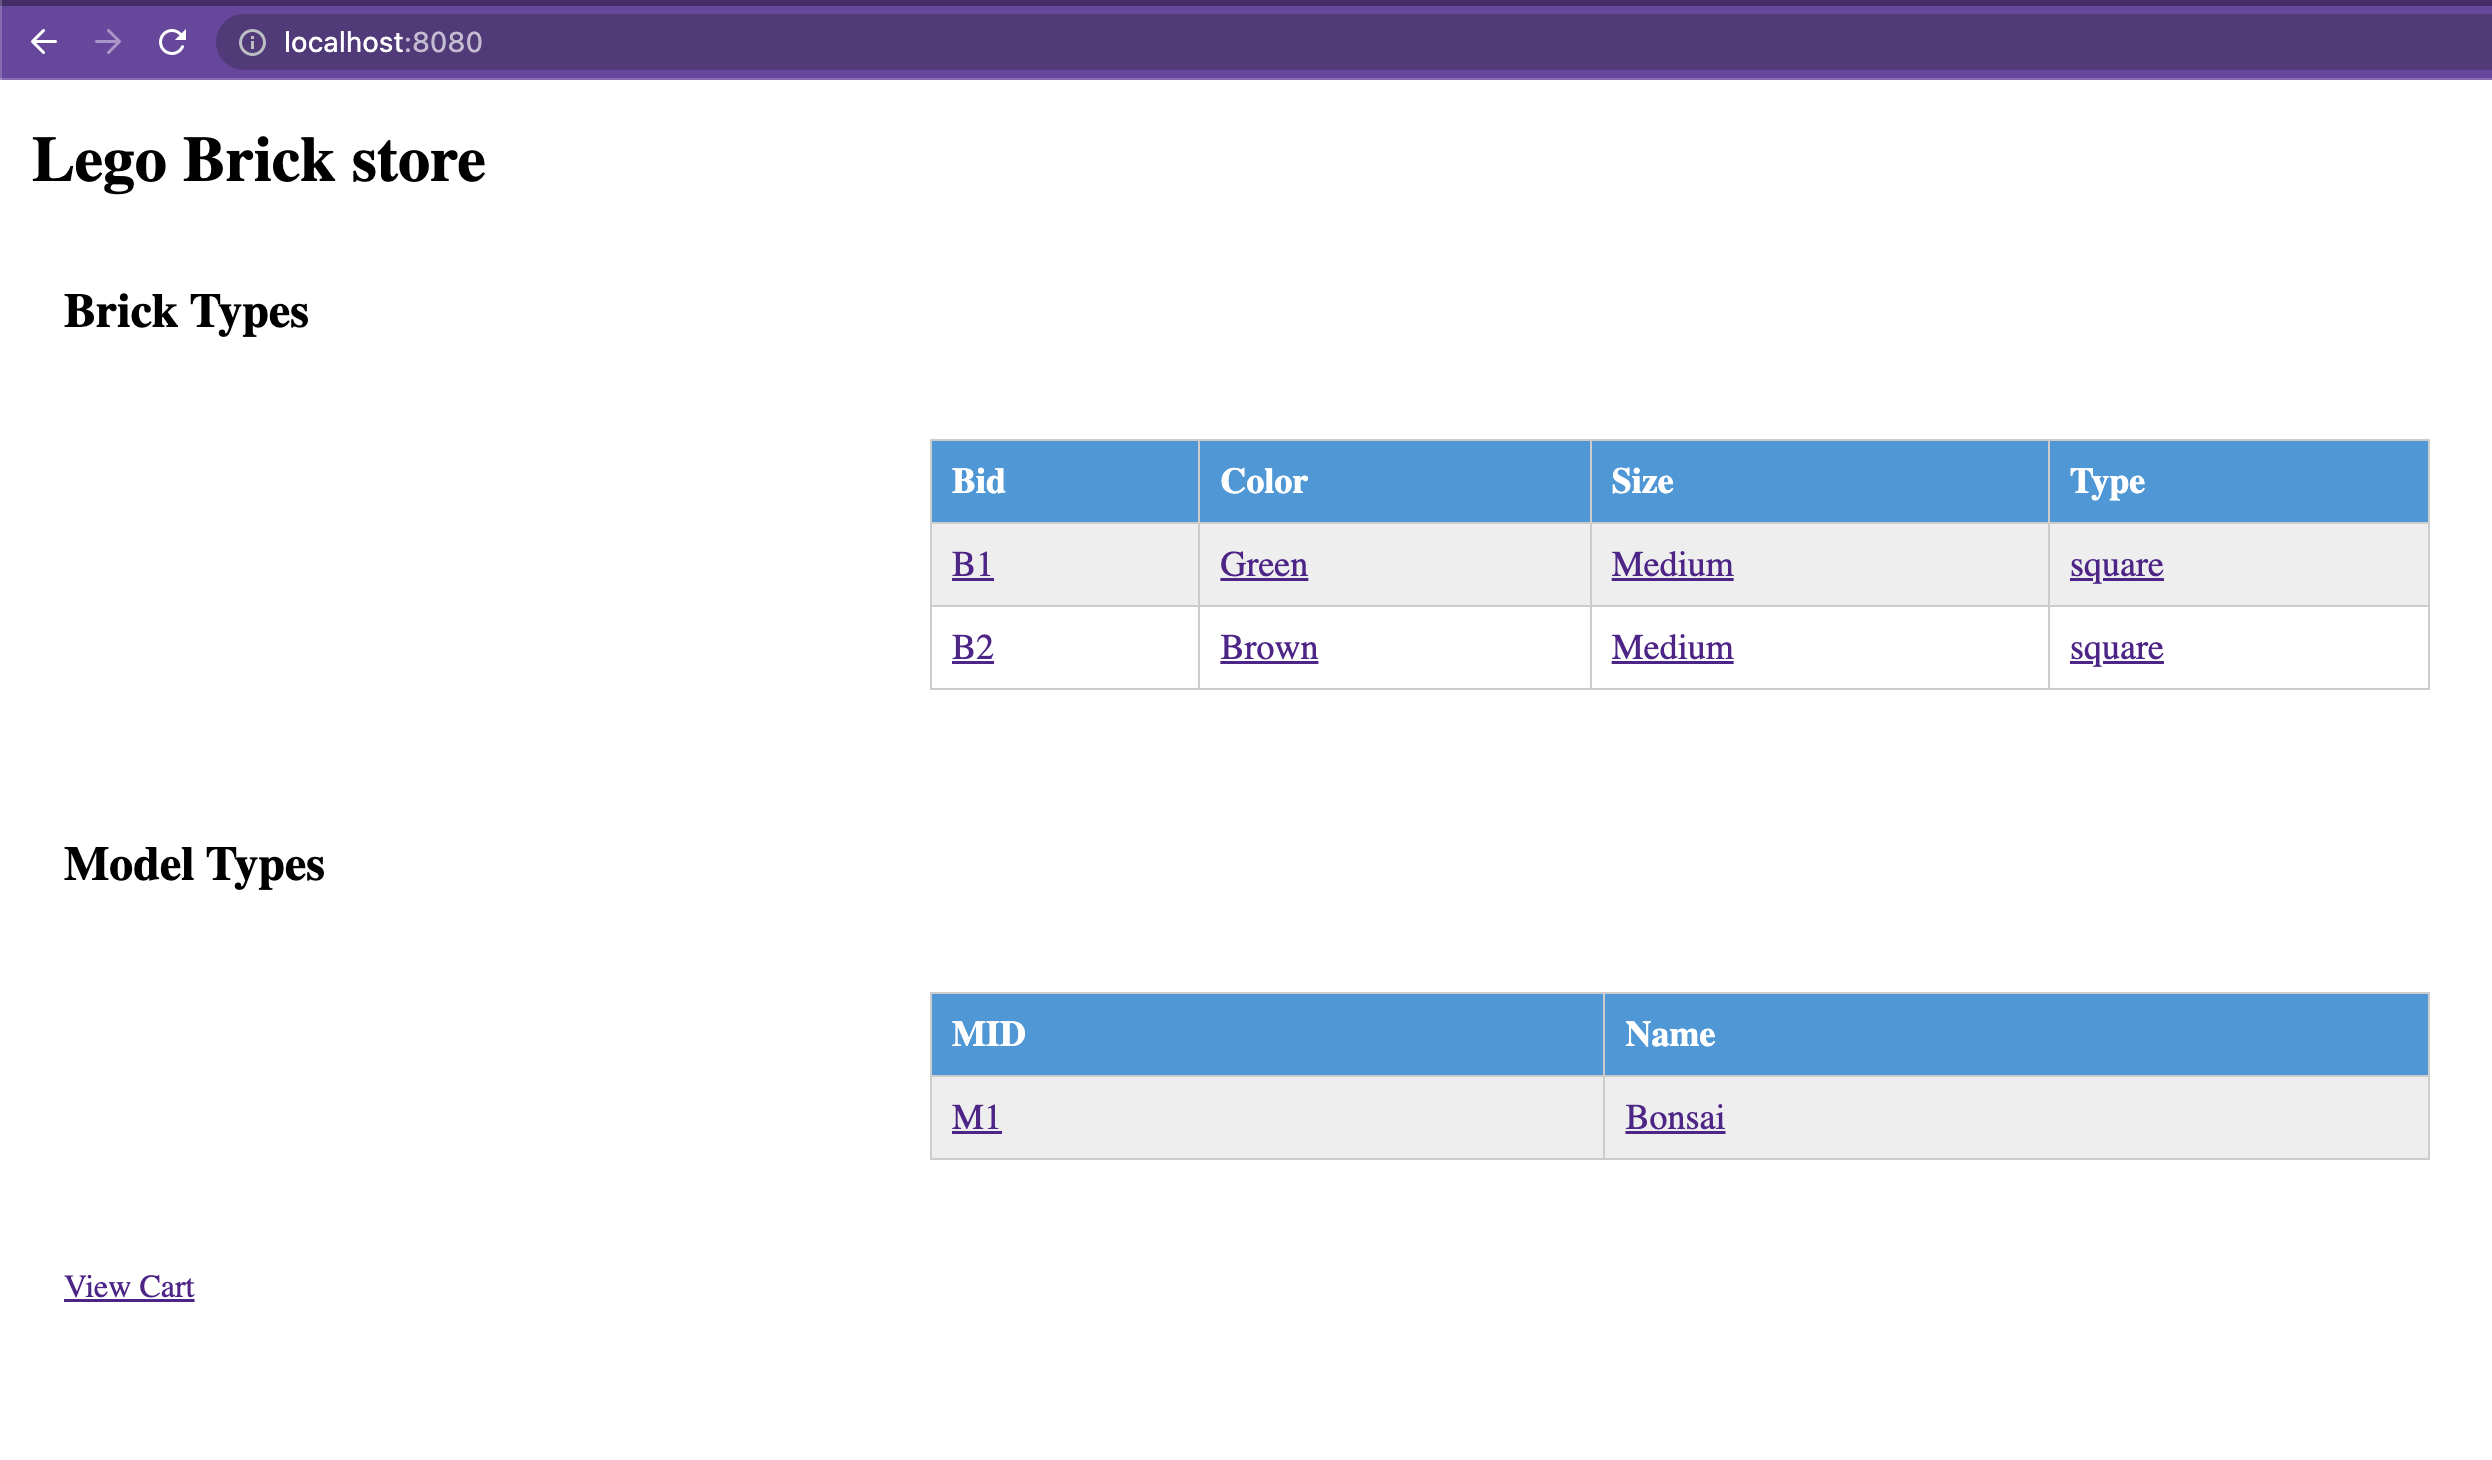 localhost:8080
Lego Brick store
Brick Types
Bid Color Size Type
B1 Green Medium square
B2 Brown Medium square
Model Types
MID Name
M1 Bonsai
View Cart